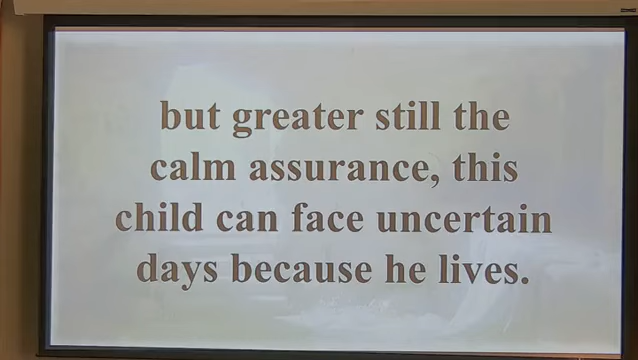 but greater still the
calm assurance, this
child can face uncertain
days because he lives.